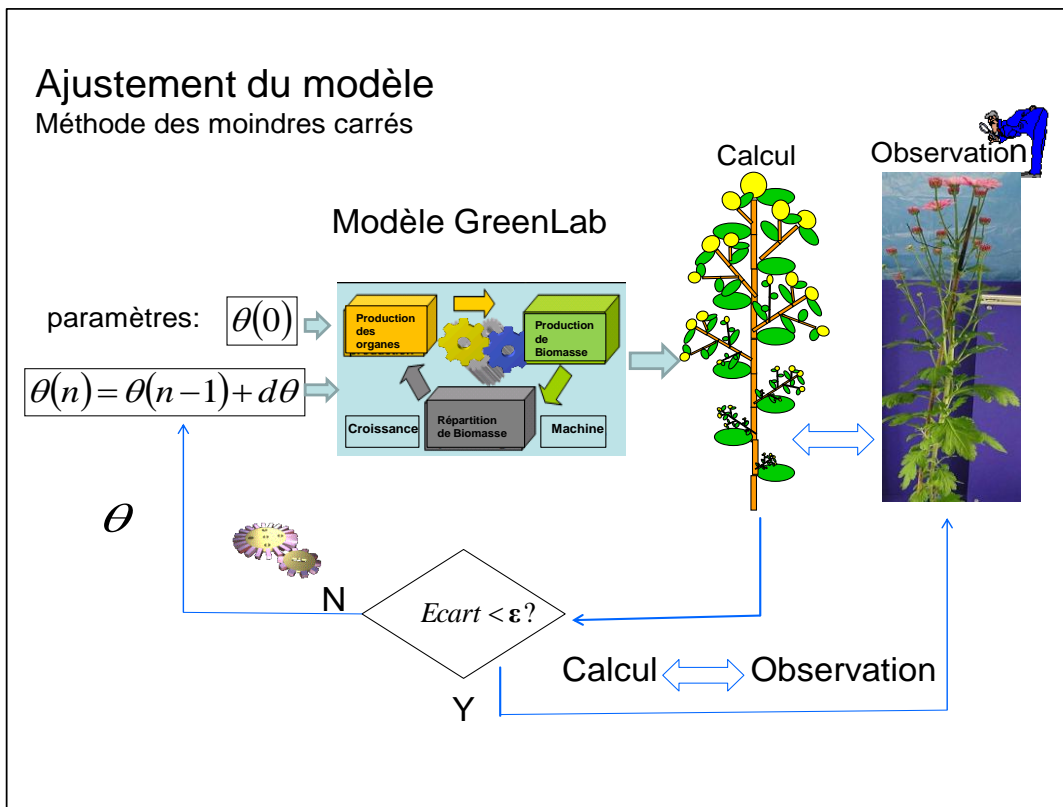 Ajustement du modèle
Méthode des moindres carrés
Calcul
Observation
Modèle GreenLab
paramètres:
θ(0)
θ(n) = θ(n−1) + dθ
Production
des
organes
Production
de
Biomasse
Croissance
Répartition
de Biomasse
Machine
θ
N
Ecart < ε?
Y
Calcul
Observation